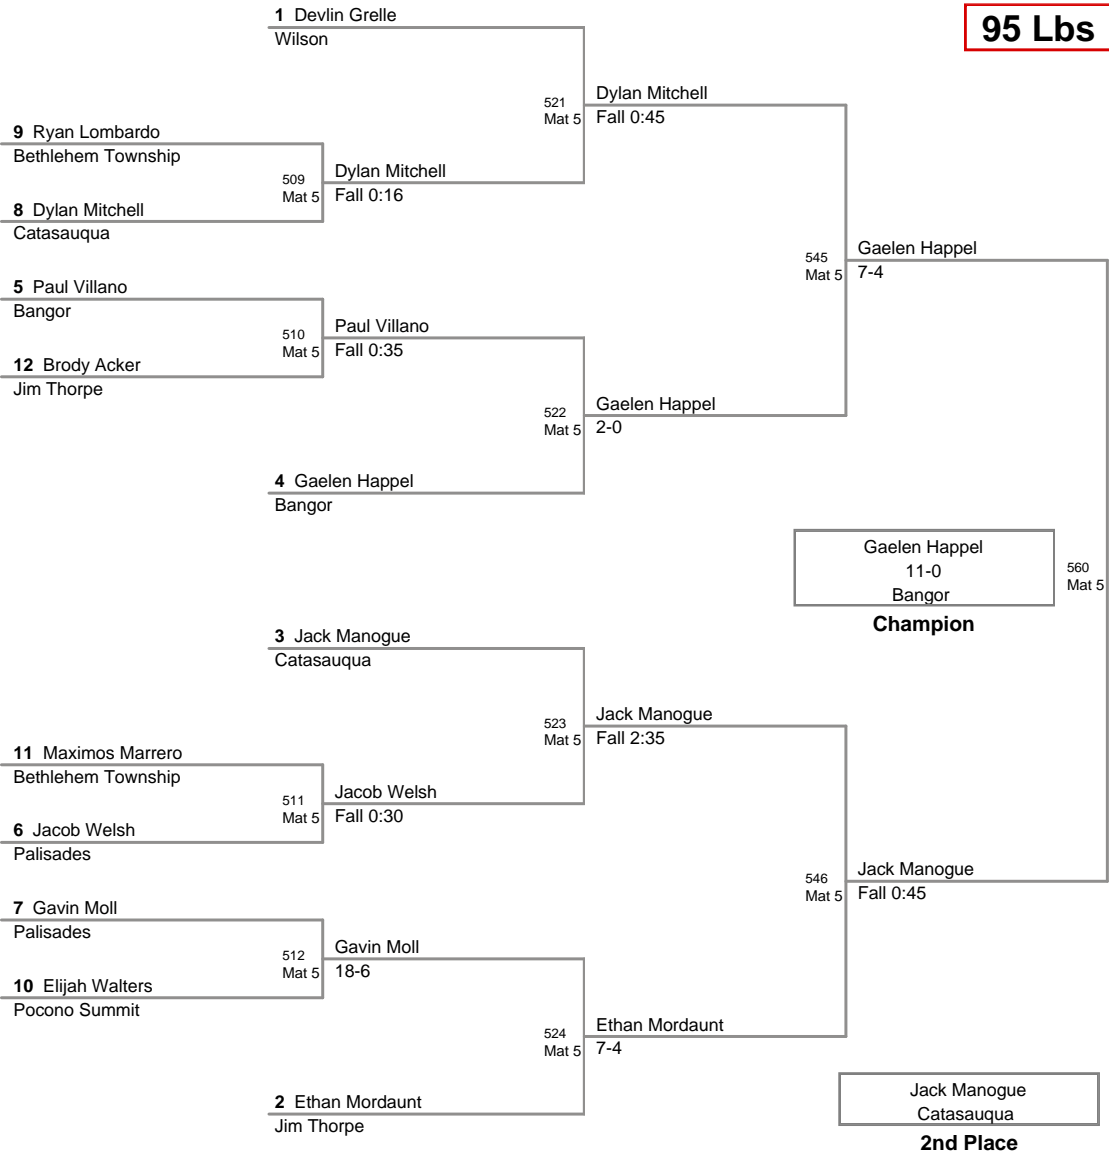 1 Devlin Grelle
Wilson
95 Lbs
521
Mat 5
Dylan Mitchell
Fall 0:45
9 Ryan Lombardo
Bethlehem Township
509
Mat 5
Dylan Mitchell
Fall 0:16
8 Dylan Mitchell
Catasauqua
545
Mat 5
Gaelen Happel
7-4
5 Paul Villano
Bangor
510
Mat 5
Paul Villano
Fall 0:35
12 Brody Acker
Jim Thorpe
522
Mat 5
Gaelen Happel
2-0
4 Gaelen Happel
Bangor
Gaelen Happel
11-0
Bangor
560
Mat 5
Champion
3 Jack Manogue
Catasauqua
523
Mat 5
Jack Manogue
Fall 2:35
11 Maximos Marrero
Bethlehem Township
511
Mat 5
Jacob Welsh
Fall 0:30
6 Jacob Welsh
Palisades
546
Mat 5
Jack Manogue
Fall 0:45
7 Gavin Moll
Palisades
512
Mat 5
Gavin Moll
18-6
10 Elijah Walters
Pocono Summit
524
Mat 5
Ethan Mordaunt
7-4
2 Ethan Mordaunt
Jim Thorpe
Jack Manogue
Catasauqua
2nd Place